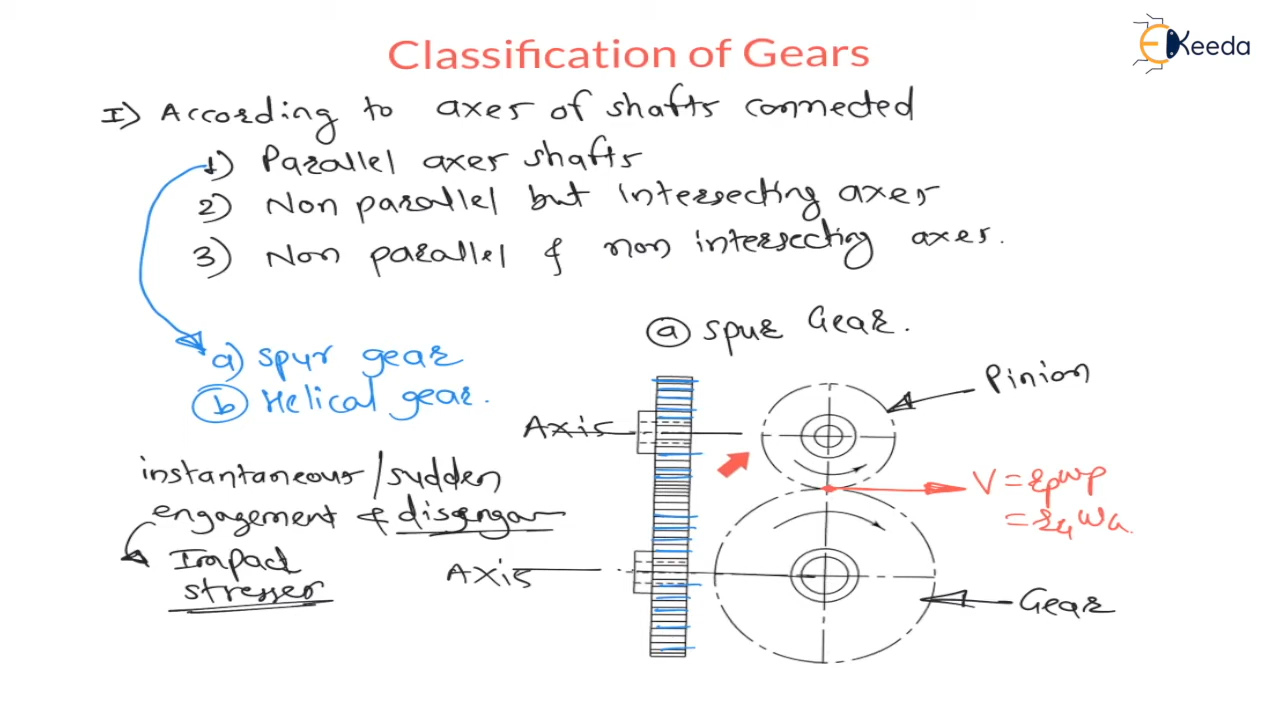 Classification of Gears
EKeeda
I) According to axes of shafts connected
1) Parallel axes shafts
2) Non parallel but intersecting axes
3) Non parallel & non intersecting axes.
a) spur gear
b) Helical gear.
instantaneous / sudden
engagement &
Impact
stresses
a) Spur Gear.
Pinion
Axis
V = rpωp
= rGωG
Axis
Gear